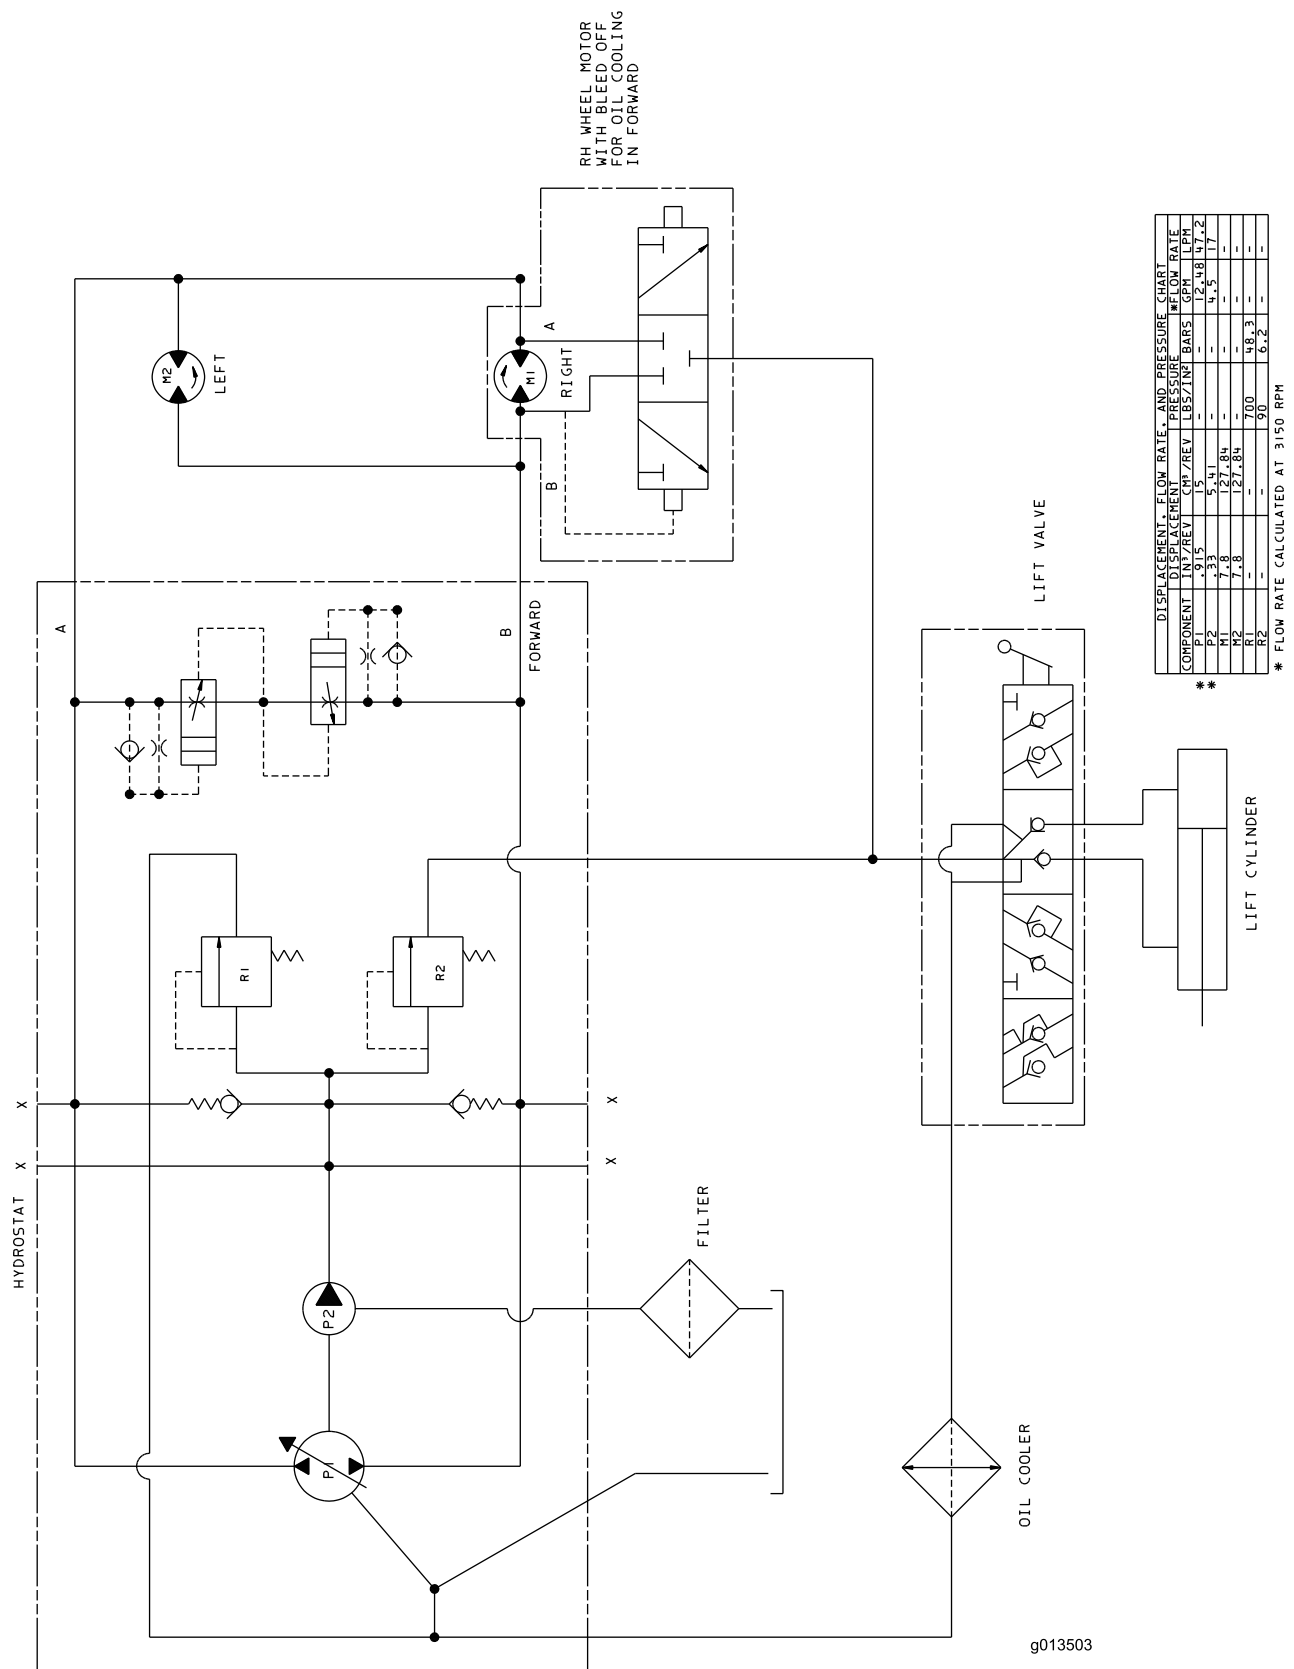 RH WHEEL MOTOR
WITH BLEED OFF
FOR OIL COOLING
IN FORWARD
M2
LEFT
A
M1
RIGHT
B
A
B
FORWARD
HYDROSTAT
X
X
X
X
R1
R2
P2
P1
FILTER
OIL COOLER
LIFT VALVE
LIFT CYLINDER
DISPLACEMENT, FLOW RATE, AND PRESSURE CHART
DISPLACEMENT PRESSURE *FLOW RATE
COMPONENT IN³/REV CM³/REV LBS/IN² BARS GPM LPM
* P1 .915 15 - - 12.48 47.2
* P2 .33 5.41 - - 4.5 17
M1 7.8 127.84 - - - -
M2 7.8 127.84 - - - -
R1 - - 700 48.3 - -
R2 - - 90 6.2 - -
* FLOW RATE CALCULATED AT 3150 RPM
g013503